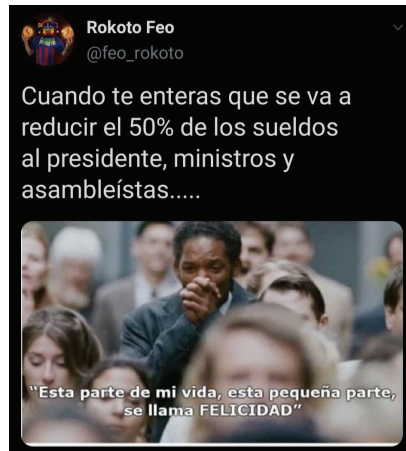 Rokoto Feo
@feo_rokoto
Cuando te enteras que se va a
reducir el 50% de los sueldos
al presidente, ministros y
asambleístas.....
"Esta parte de mi vida, esta pequeña parte,
se llama FELICIDAD"